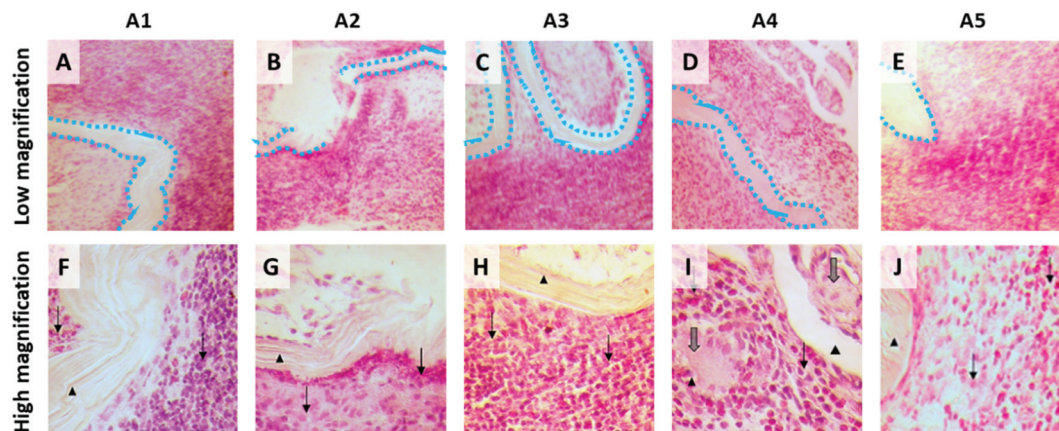 A1 A2 A3 A4 A5
Low magnification
A B C D E
High magnification
F G H I J